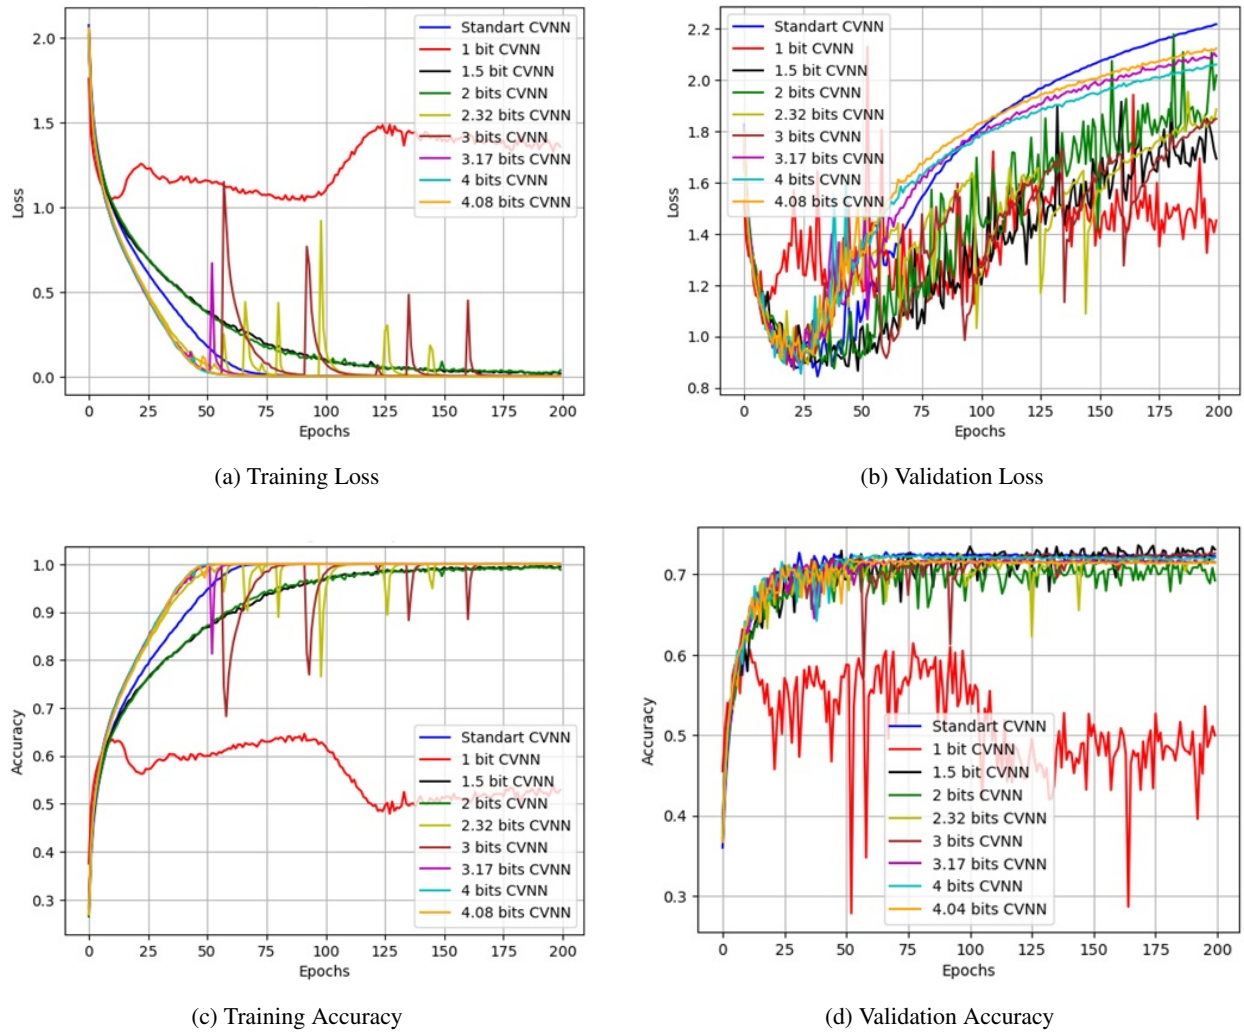 2.0
1.5
1.0
0.5
0.0
Loss
0 25 50 75 100 125 150 175 200
Epochs
Standart CVNN
1 bit CVNN
1.5 bit CVNN
2 bits CVNN
2.32 bits CVNN
3 bits CVNN
3.17 bits CVNN
4 bits CVNN
4.08 bits CVNN
(a) Training Loss
2.2
2.0
1.8
1.6
1.4
1.2
1.0
0.8
Loss
0 25 50 75 100 125 150 175 200
Epochs
Standart CVNN
1 bit CVNN
1.5 bit CVNN
2 bits CVNN
2.32 bits CVNN
3 bits CVNN
3.17 bits CVNN
4 bits CVNN
4.08 bits CVNN
(b) Validation Loss
1.0
0.9
0.8
0.7
0.6
0.5
0.4
0.3
Accuracy
0 25 50 75 100 125 150 175 200
Epochs
Standart CVNN
1 bit CVNN
1.5 bit CVNN
2 bits CVNN
2.32 bits CVNN
3 bits CVNN
3.17 bits CVNN
4 bits CVNN
4.08 bits CVNN
(c) Training Accuracy
0.7
0.6
0.5
0.4
0.3
Accuracy
0 25 50 75 100 125 150 175 200
Epochs
Standart CVNN
1 bit CVNN
1.5 bit CVNN
2 bits CVNN
2.32 bits CVNN
3 bits CVNN
3.17 bits CVNN
4 bits CVNN
4.04 bits CVNN
(d) Validation Accuracy